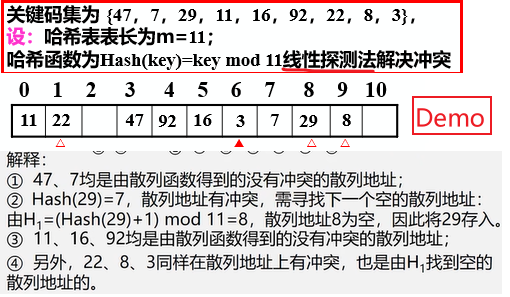 关键码集为 {47，7，29，11，16，92，22，8，3}，
设：哈希表表长为m=11；
哈希函数为Hash(key)=key mod 11线性探测法解决冲突
0 1 2 3 4 5 6 7 8 9 10
11 22 47 92 16 3 7 29 8
Demo
解释：
① 47、7均是由散列函数得到的没有冲突的散列地址；
② Hash(29)=7，散列地址有冲突，需寻找下一个空的散列地址：
由H₁=(Hash(29)+1) mod 11=8，散列地址8为空，因此将29存入。
③ 11、16、92均是由散列函数得到的没有冲突的散列地址；
④ 另外，22、8、3同样在散列地址上有冲突，也是由H₁找到空的
散列地址的。